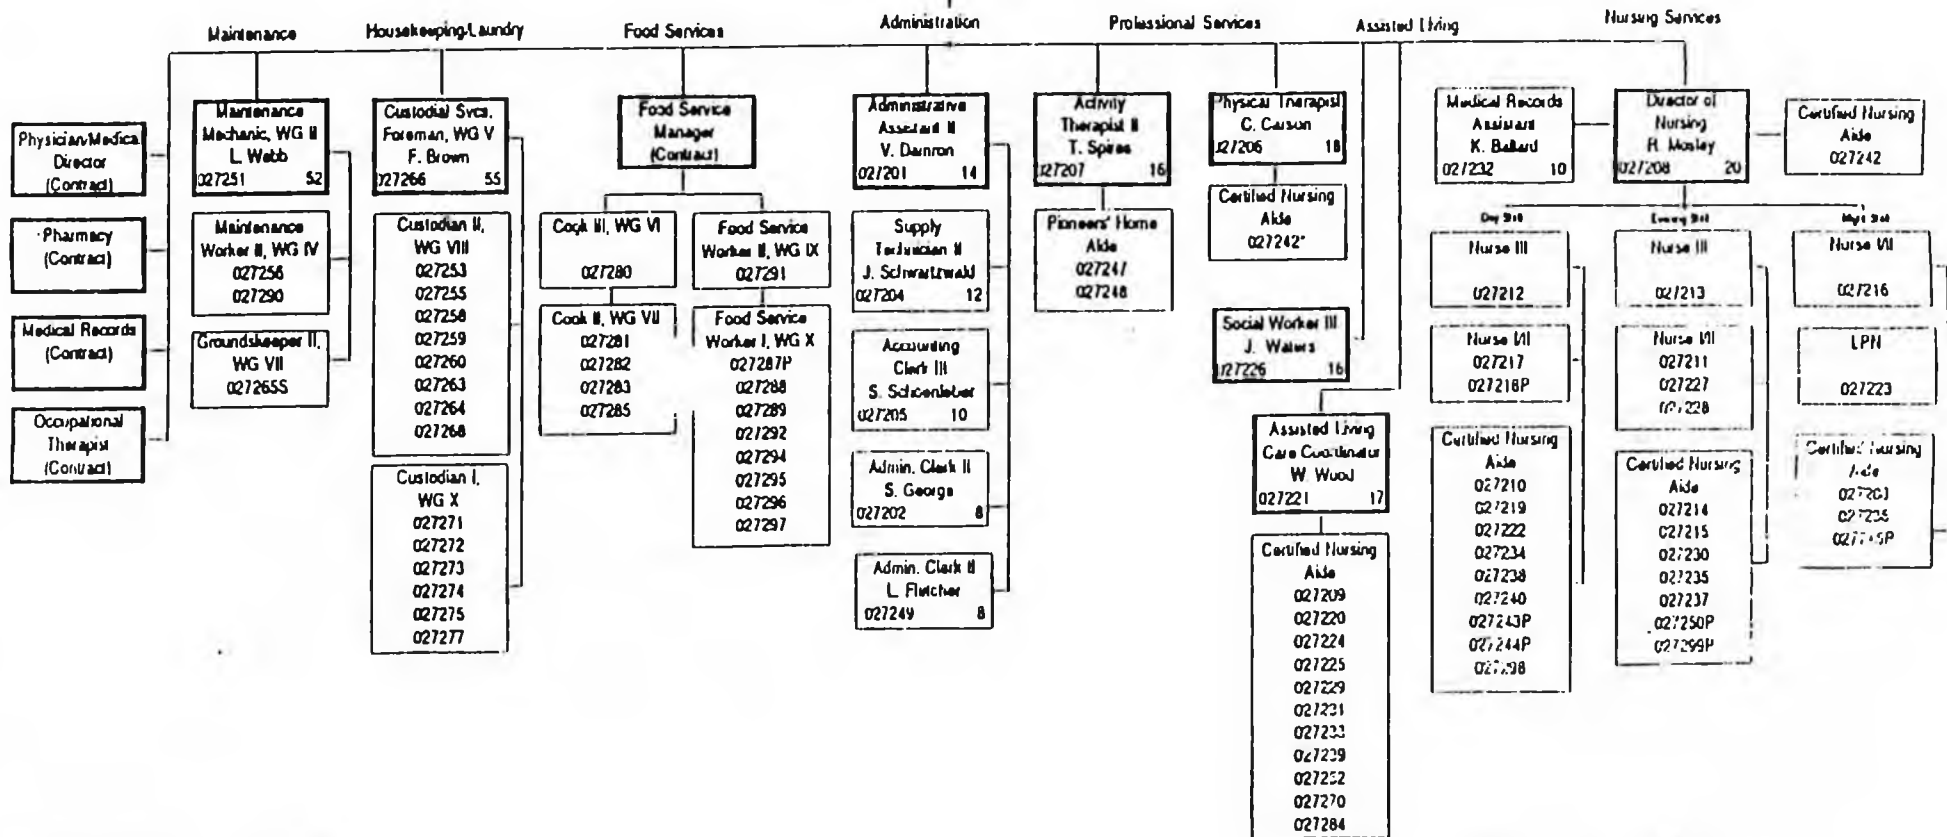 Maintenance
Housekeeping/Laundry
Food Services
Administration
Professional Services
Assisted Living
Nursing Services
Physician/Medical
Director
(Contract)
Pharmacy
(Contract)
Medical Records
(Contract)
Occupational
Therapist
(Contract)
Maintenance
Mechanic, WG II
L. Webb
027251 52
Maintenance
Worker II, WG IV
027256
027290
Groundskeeper II,
WG VII
027265S
Custodial Svcs.
Foreman, WG V
F. Brown
027266 55
Custodian II,
WG VIII
027253
027255
027258
027259
027260
027263
027264
027268
Custodian I,
WG X
027271
027272
027273
027274
027275
027277
Food Service
Manager
(Contract)
Cook III, WG VI
027280
Cook II, WG VII
027281
027282
027283
027285
Food Service
Worker II, WG IX
027291
Food Service
Worker I, WG X
027287P
027288
027289
027292
027294
027295
027296
027297
Administrative
Assistant II
V. Damron
027201 14
Supply
Technician II
J. Schwartzwald
027204 12
Accounting
Clerk III
S. Schoenleber
027205 10
Admin. Clerk II
S. George
027202 8
Admin. Clerk II
L. Fletcher
027249 8
Activity
Therapist II
T. Spires
027207 16
Pioneers' Home
Aide
027247
027248
Physical Therapist
C. Carson
027206 18
Certified Nursing
Aide
027242*
Social Worker III
J. Waters
027226 16
Assisted Living
Care Coordinator
W. Wood
027221 17
Certified Nursing
Aide
027209
027220
027224
027225
027229
027231
027233
027239
027252
027270
027284
Medical Records
Assistant
K. Ballard
027232 10
Director of
Nursing
R. Mosley
027208 20
Certified Nursing
Aide
027242
Day Shift
Nurse III
027212
Nurse I/II
027217
027218P
Certified Nursing
Aide
027210
027219
027222
027234
027238
027240
027243P
027244P
027298
Evening Shift
Nurse III
027213
Nurse I/II
027211
027227
027228
Certified Nursing
Aide
027214
027215
027230
027235
027237
027250P
027299P
Night Shift
Nurse I/II
027216
LPN
027223
Certified Nursing
Aide
027203